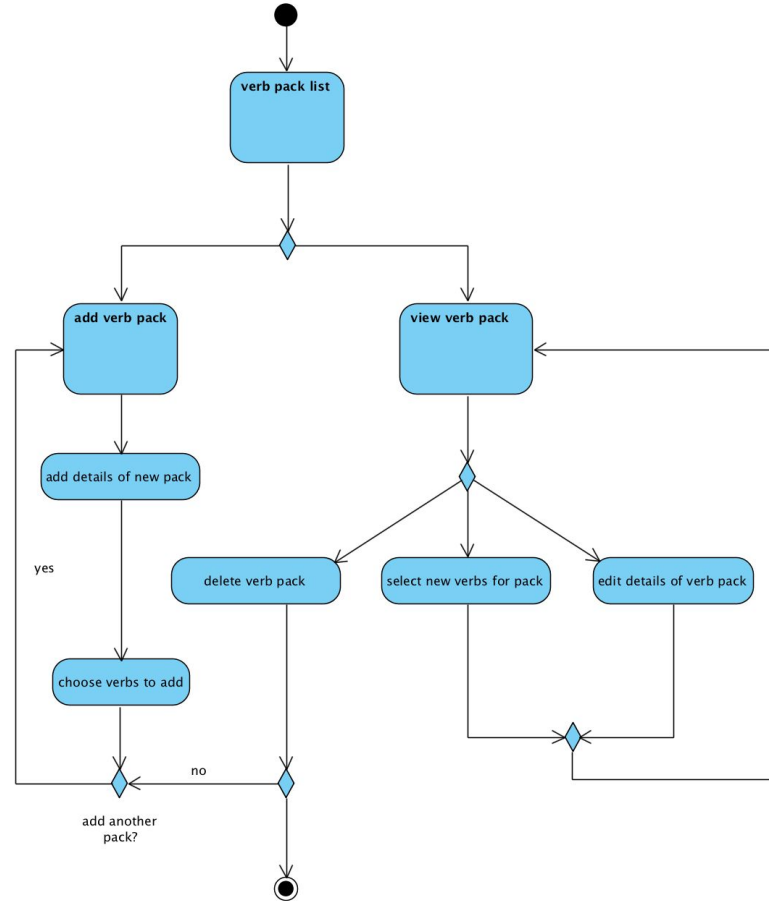 verb pack list
add verb pack
view verb pack
add details of new pack
yes
delete verb pack
select new verbs for pack
edit details of verb pack
choose verbs to add
no
add another
pack?